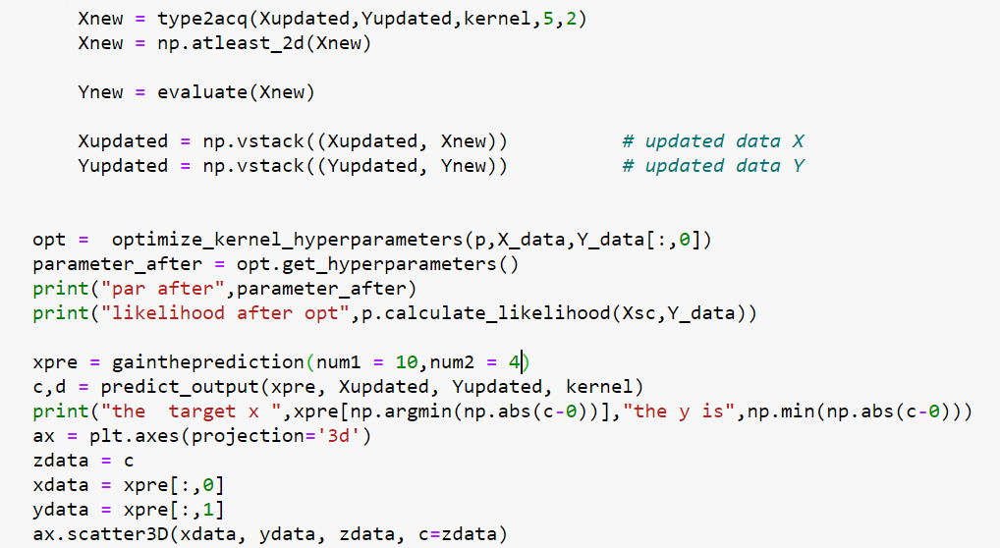 Xnew = type2acq(Xupdated,Yupdated,kernel,5,2)
Xnew = np.atleast_2d(Xnew)
Ynew = evaluate(Xnew)
Xupdated = np.vstack((Xupdated, Xnew)) # updated data X
Yupdated = np.vstack((Yupdated, Ynew)) # updated data Y
opt =  optimize_kernel_hyperparameters(p,X_data,Y_data[:,0])
parameter_after = opt.get_hyperparameters()
print("par after",parameter_after)
print("likelihood after opt",p.calculate_likelihood(Xsc,Y_data))
xpre = gaintheprediction(num1 = 10,num2 = 4)
c,d = predict_output(xpre, Xupdated, Yupdated, kernel)
print("the  target x ",xpre[np.argmin(np.abs(c-0))],"the y is",np.min(np.abs(c-0)))
ax = plt.axes(projection='3d')
zdata = c
xdata = xpre[:,0]
ydata = xpre[:,1]
ax.scatter3D(xdata, ydata, zdata, c=zdata)